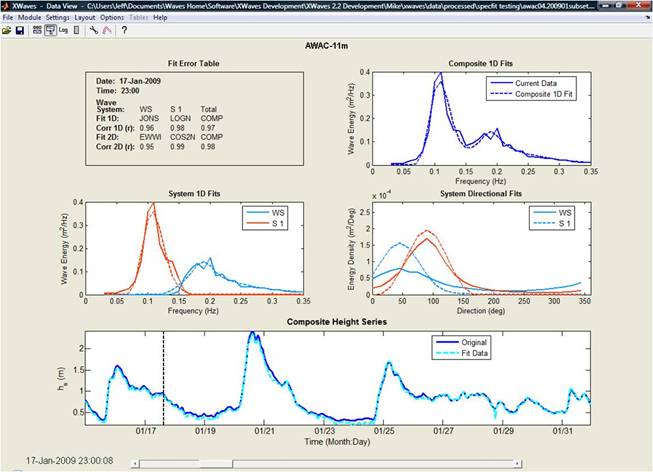 XWaves - Data View - C:\Users\Jeff\Documents\Waves Home\Software\XWaves Development\XWaves 2.2 Development\Mike\xwaves\data\processed\specfit testing\awac04.200901subset...
File Modules Settings Layout Options Tables Help
Log
AWAC-11m
Fit Error Table
Date: 17-Jan-2009
Time: 23:00
Wave
System: WS S 1 Total
Fit 1D: JONS LOGN COMP
Corr 1D (r): 0.96 0.98 0.97
Fit 2D: EWWI COS2N COMP
Corr 2D (r): 0.95 0.99 0.98
Composite 1D Fits
Wave Energy (m²/Hz)
0.4
0.3
0.2
0.1
0
Current Data
Composite 1D Fit
0 0.05 0.1 0.15 0.2 0.25 0.3 0.35
Frequency (Hz)
System 1D Fits
Wave Energy (m²/Hz)
0.4
0.3
0.2
0.1
0
WS
S 1
0 0.05 0.1 0.15 0.2 0.25 0.3 0.35
Frequency (Hz)
System Directional Fits
x 10⁻⁴
Energy Density (m²/Deg)
2.5
2
1.5
1
0.5
0
WS
S 1
0 50 100 150 200 250 300 350
Direction (deg)
Composite Height Series
hₛ (m)
2
1.5
1
0.5
Original
Fit Data
01/17 01/19 01/21 01/23 01/25 01/27 01/29 01/31
Time (Month:Day)
17-Jan-2009 23:00:08